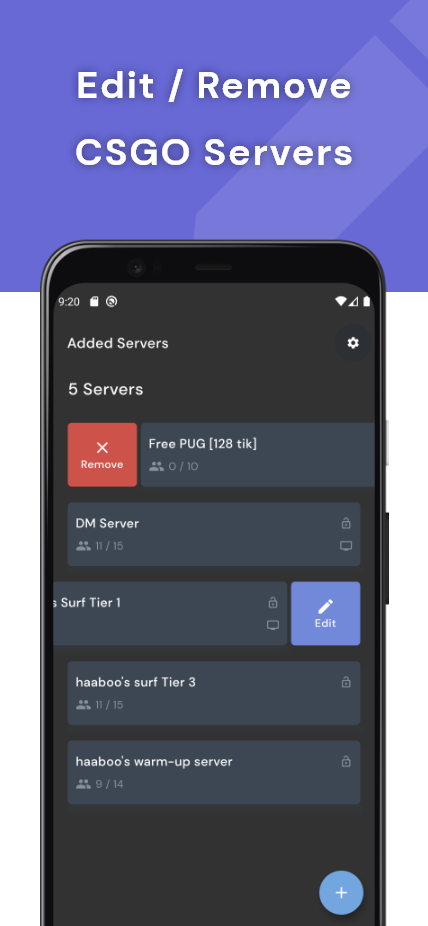 Edit / Remove
CSGO Servers
9:20
Added Servers
5 Servers
Remove
Free PUG [128 tik]
0 / 10
DM Server
11 / 15
s Surf Tier 1
Edit
haaboo's surf Tier 3
11 / 15
haaboo's warm-up server
9 / 14